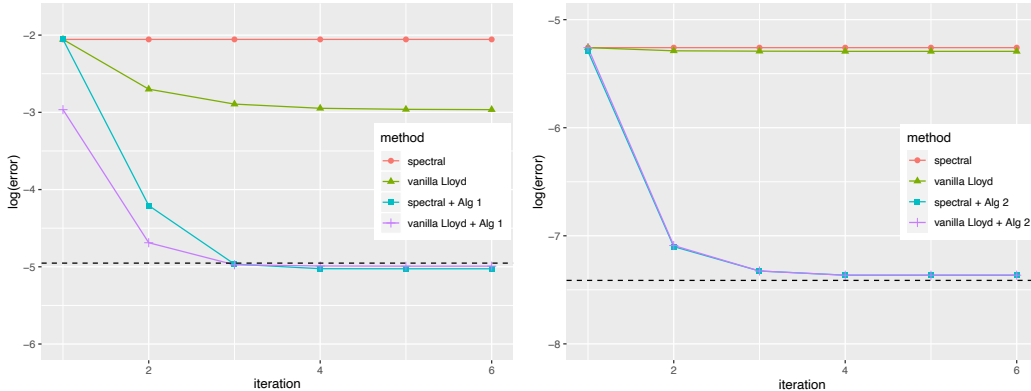 -2
-3
-4
-5
-6
log(error)
2
4
6
iteration
method
spectral
vanilla Lloyd
spectral + Alg 1
vanilla Lloyd + Alg 1
-5
-6
-7
-8
log(error)
2
4
6
iteration
method
spectral
vanilla Lloyd
spectral + Alg 2
vanilla Lloyd + Alg 2